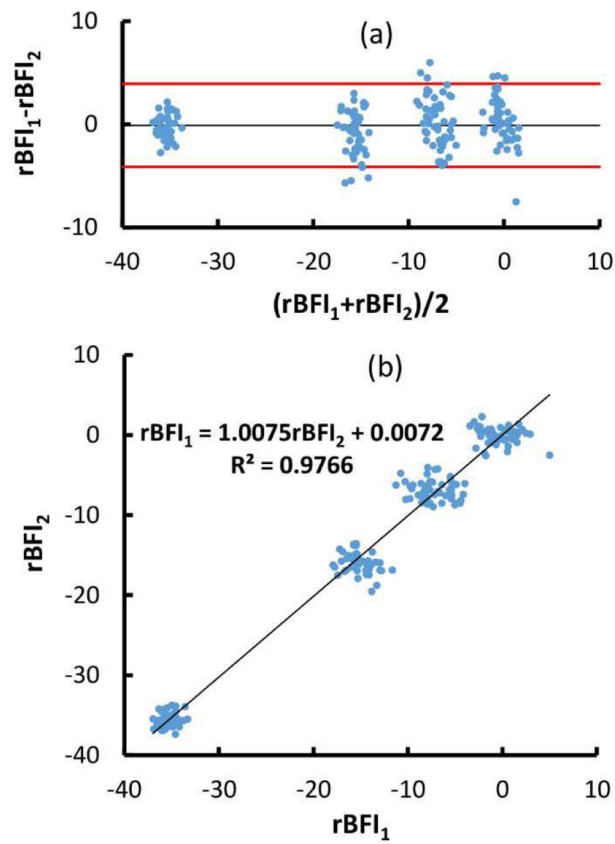 (a)
rBFI₁-rBFI₂
10
0
-10
-40 -30 -20 -10 0 10
(rBFI₁+rBFI₂)/2
(b)
rBFI₁ = 1.0075rBFI₂ + 0.0072
R² = 0.9766
rBFI₂
10
0
-10
-20
-30
-40
-40 -30 -20 -10 0 10
rBFI₁